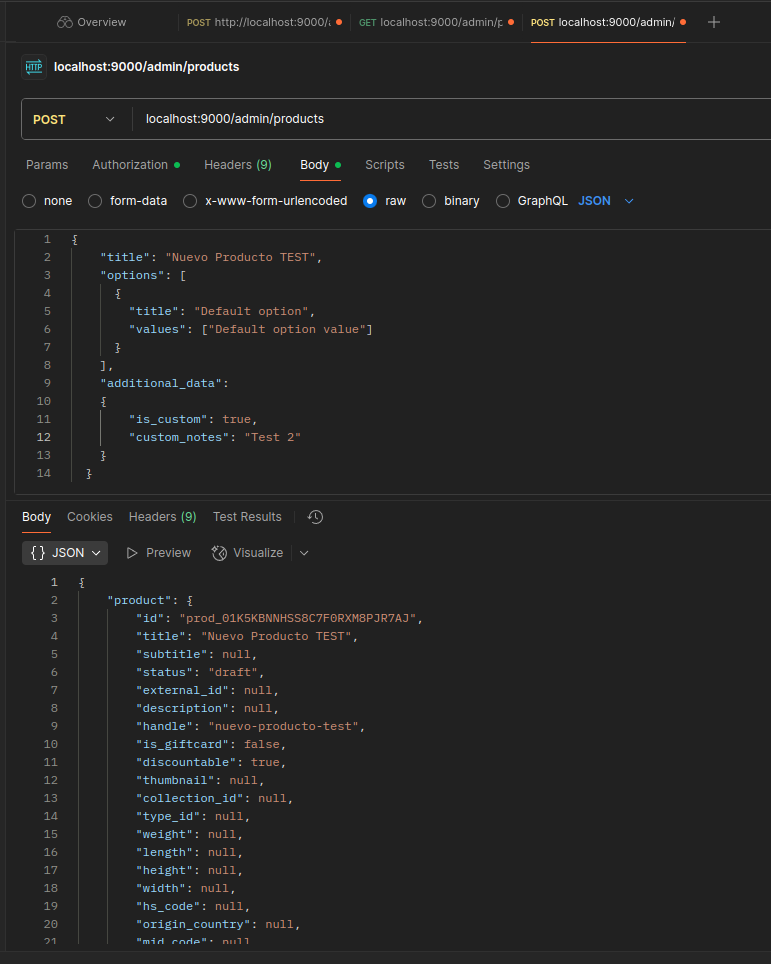 Overview POST http://localhost:9000/a GET localhost:9000/admin/p POST localhost:9000/admin/
HTTP localhost:9000/admin/products
POST localhost:9000/admin/products
Params Authorization Headers (9) Body Scripts Tests Settings
none form-data x-www-form-urlencoded raw binary GraphQL JSON
1 {
2 "title": "Nuevo Producto TEST",
3 "options": [
4 {
5 "title": "Default option",
6 "values": ["Default option value"]
7 }
8 ],
9 "additional_data":
10 {
11 "is_custom": true,
12 "custom_notes": "Test 2"
13 }
14 }
Body Cookies Headers (9) Test Results
{} JSON Preview Visualize
1 {
2 "product": {
3 "id": "prod_01K5KBNNHSS8C7F0RXM8PJR7AJ",
4 "title": "Nuevo Producto TEST",
5 "subtitle": null,
6 "status": "draft",
7 "external_id": null,
8 "description": null,
9 "handle": "nuevo-producto-test",
10 "is_giftcard": false,
11 "discountable": true,
12 "thumbnail": null,
13 "collection_id": null,
14 "type_id": null,
15 "weight": null,
16 "length": null,
17 "height": null,
18 "width": null,
19 "hs_code": null,
20 "origin_country": null,
21 "mid_code": null